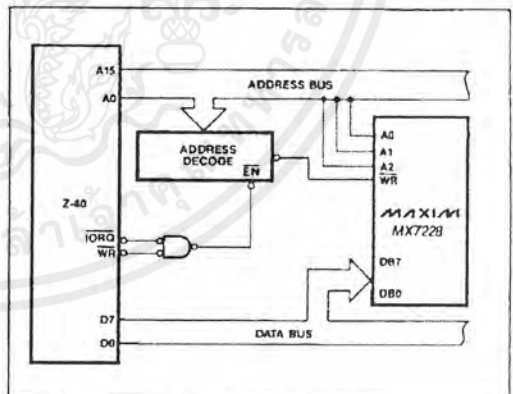 A15
ADDRESS BUS
A0
A0
ADDRESS
DECODE
A1
A2
EN
WR
Z-80
MAXIM
MX7228
IORQ
WR
DB7
DB0
D7
D0
DATA BUS